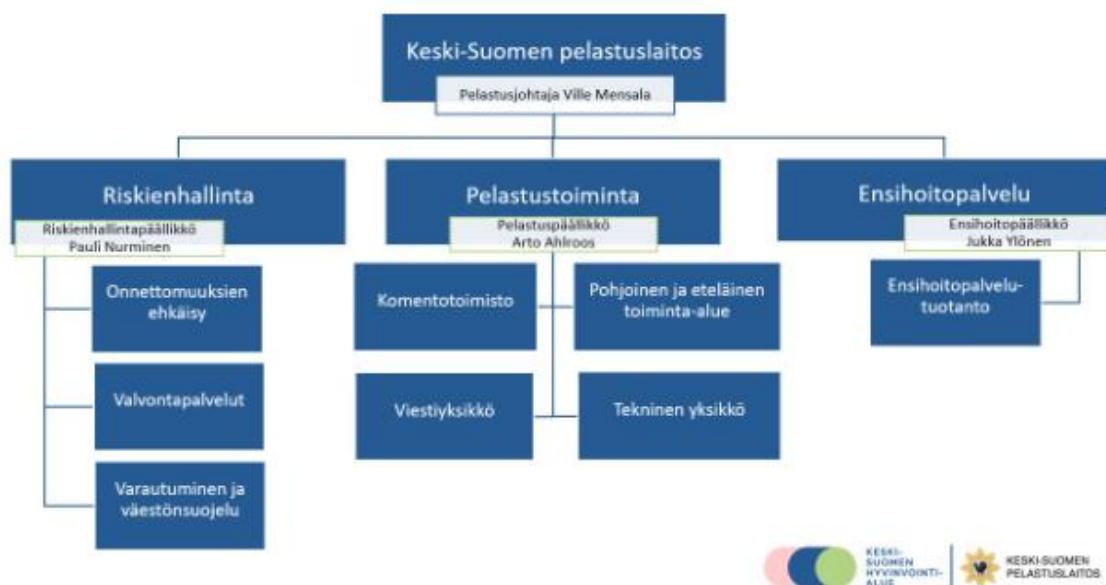 Keski-Suomen pelastuslaitos
Pelastusjohtaja Ville Mensala
Riskienhallinta
Riskienhallintapäällikkö
Pauli Nurminen
Pelastustoiminta
Pelastuspäällikkö
Arto Ahlroos
Ensihoitopalvelu
Ensihoitopäällikkö
Jukka Ylönen
Onnettomuuksien
ehkäisy
Komentotoimisto
Pohjoinen ja eteläinen
toiminta-alue
Ensihoitopalvelu-
tuotanto
Valvontapalvelut
Viestiyksikkö
Tekninen yksikkö
Varautuminen ja
väestönsuojelu
KESKI-
SUOMEN
HYVINVOINTI-
ALUE
KESKI-SUOMEN
PELASTUSLAITOS